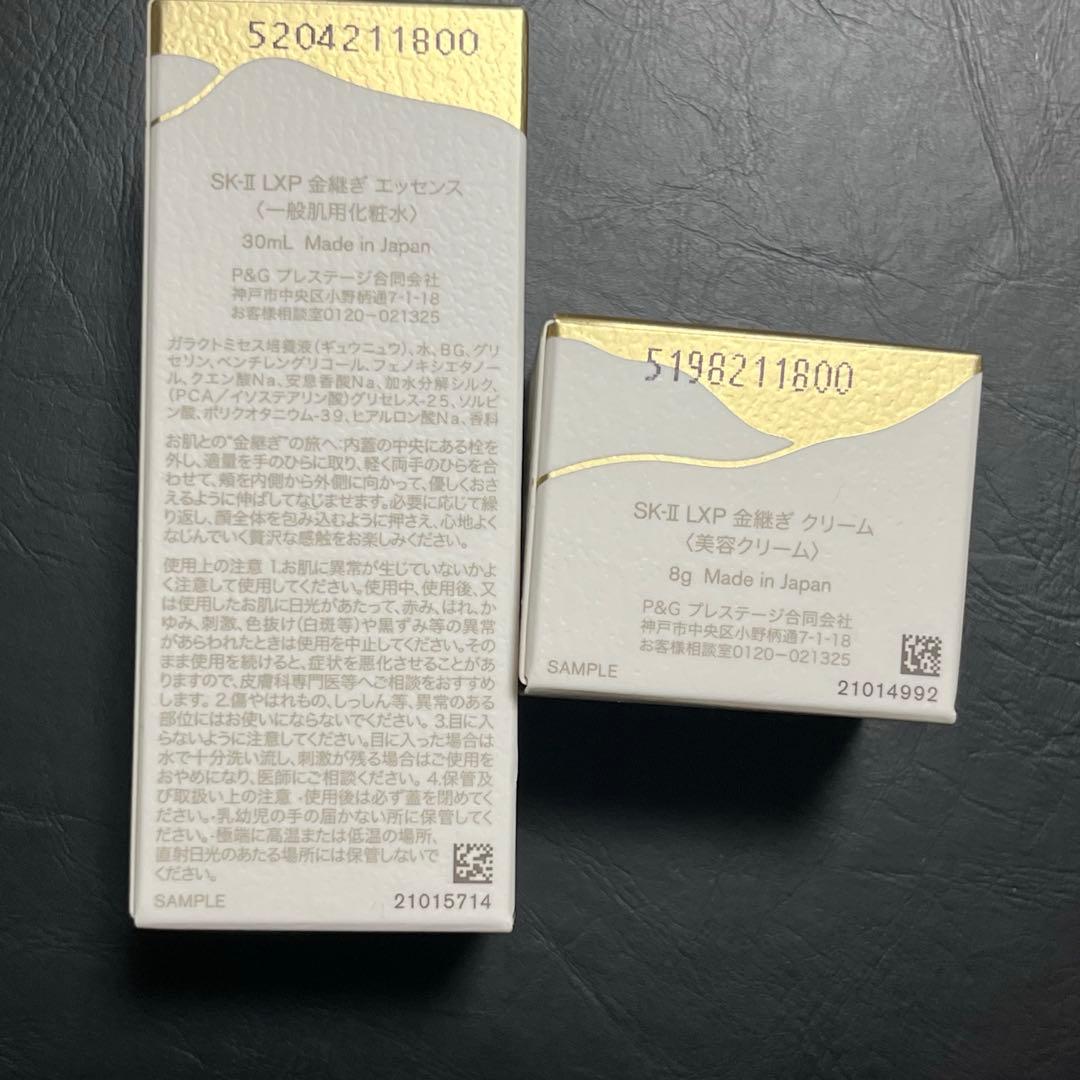 5204211800
SK-II LXP 金継ぎ エッセンス
〈一般肌用化粧水〉
30mL Made in Japan
P&G プレステージ合同会社
神戸市中央区小野柄通7-1-18
お客様相談室0120-021325
ガラクトミセス培養液(ギュウニュウ)、水、BG、グリ
セリン、ペンチレングリコール、フェノキシエタノー
ル、クエン酸Na、安息香酸Na、加水分解シルク、
(PCA/イソステアリン酸)グリセレス-25、ソルビ
ン酸、ポリクオタニウム-39、ヒアルロン酸Na、香料
お肌との“金継ぎ”の旅へ:内蓋の中央にある栓を
外し、適量を手のひらに取り、軽く両手のひらを合
わせて、頬を内側から外側に向かって、優しくおさ
えるように伸ばしてなじませます。必要に応じて繰
り返し、顔全体を包み込むように押さえ、心地よく
なじんでいく贅沢な感触をお楽しみください。
使用上の注意 1.お肌に異常が生じていないかよ
く注意して使用してください。使用中、使用後、又
は使用したお肌に日光があたって、赤み、はれ、か
ゆみ、刺激、色抜け(白斑等)や黒ずみ等の異常
があらわれたときは使用を中止してください。その
まま使用を続けると、症状を悪化させることがあ
りますので、皮膚科専門医等へご相談をおすすめ
します。2.傷やはれもの、しっしん等、異常のある
部位にはお使いにならないでください。3.目に入
らないように注意してください。目に入った場合は
水で十分洗い流し、刺激が残る場合はご使用を
おやめになり、医師にご相談ください。4.保管及
び取扱い上の注意 ・使用後は必ず蓋を閉めてく
ださい。・乳幼児の手の届かない所に保管してく
ださい。・極端に高温または低温の場所、
直射日光のあたる場所には保管しないで
ください。
SAMPLE
21015714
5198211800
SK-II LXP 金継ぎ クリーム
〈美容クリーム〉
8g Made in Japan
P&G プレステージ合同会社
神戸市中央区小野柄通7-1-18
お客様相談室0120-021325
SAMPLE
21014992